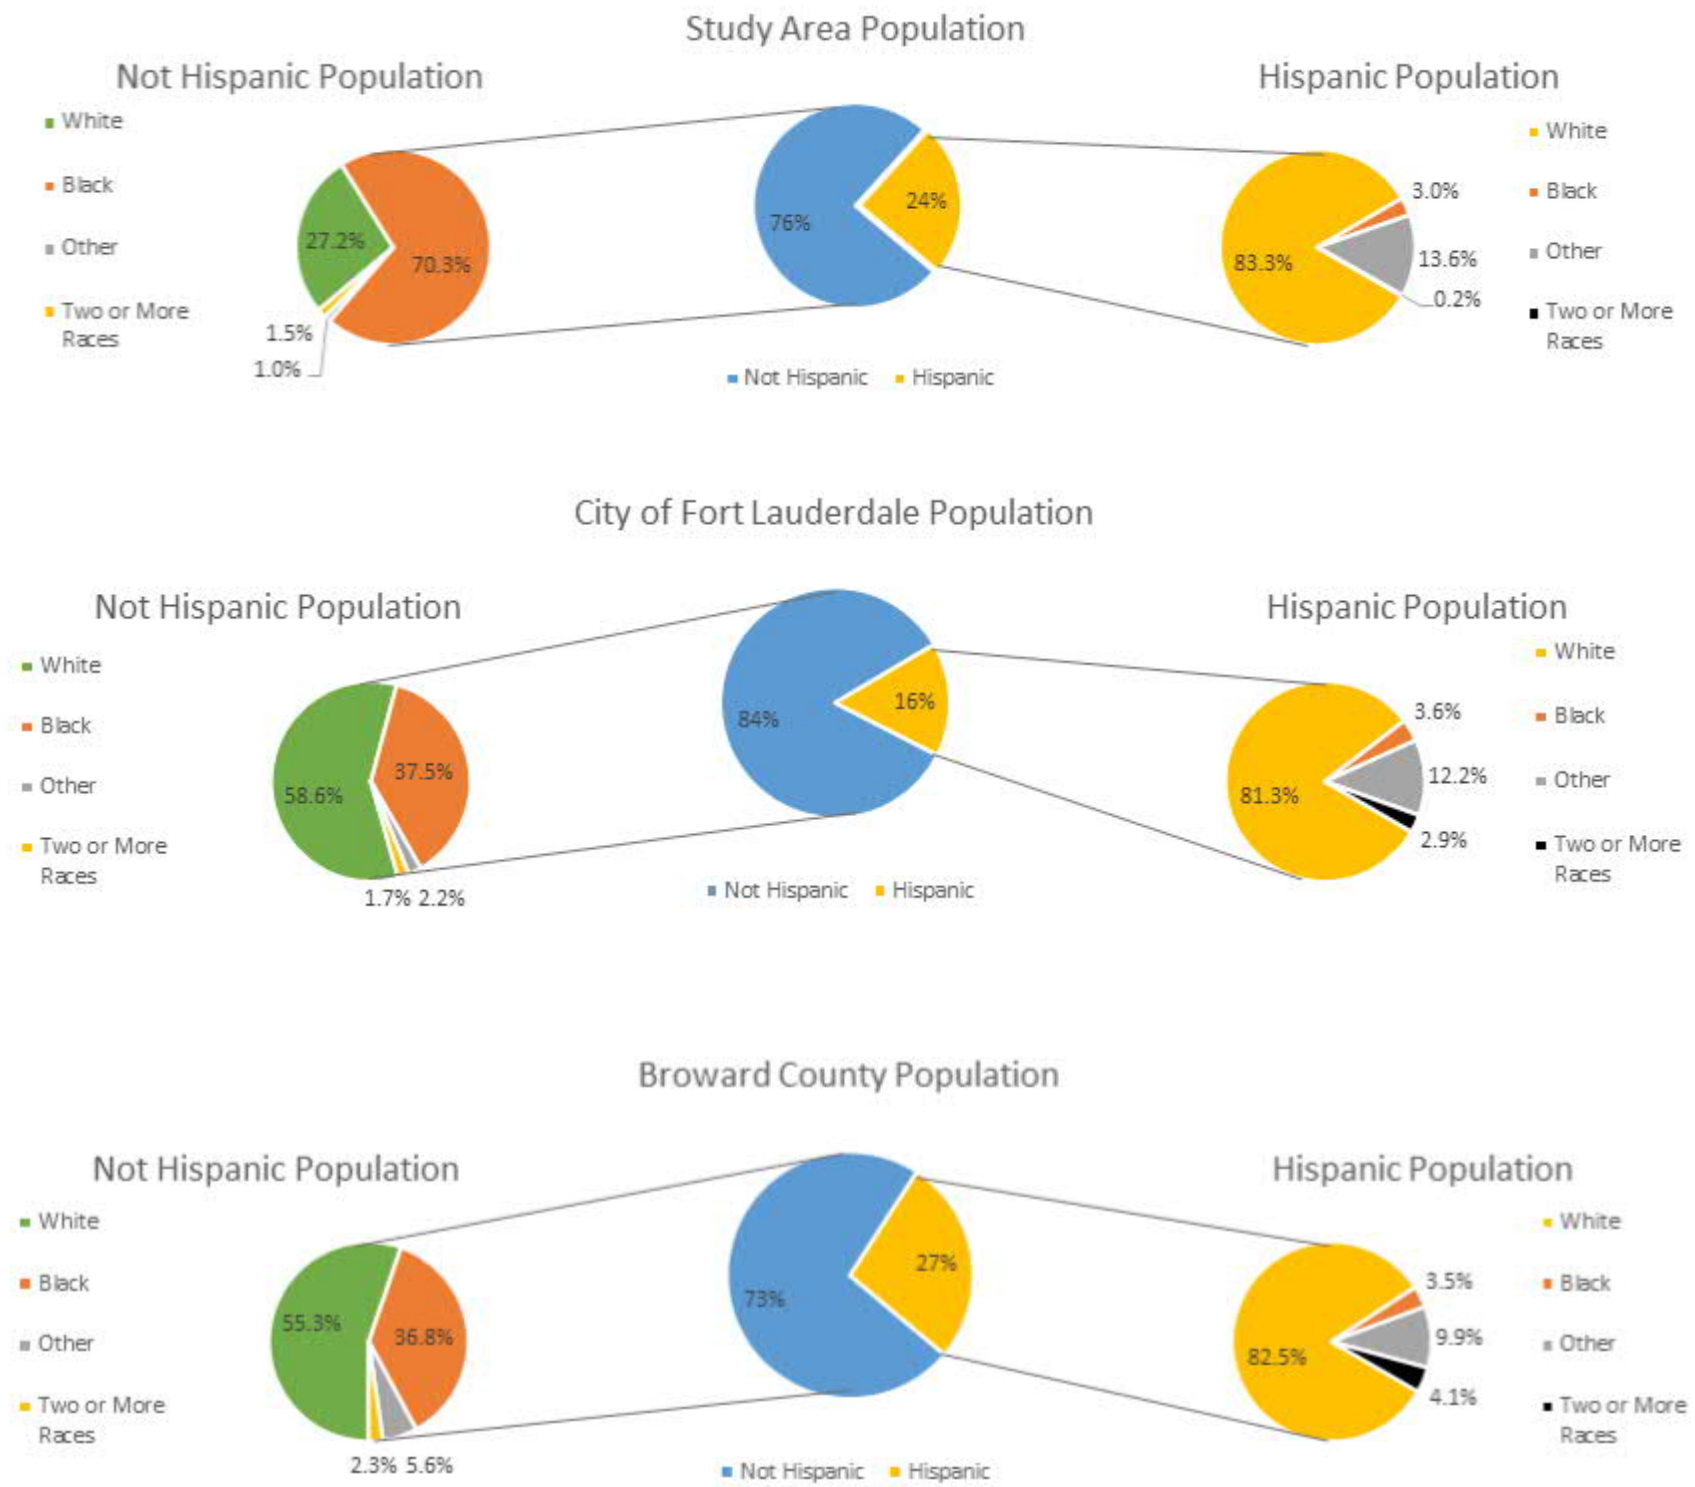 Study Area Population
Not Hispanic Population
White
Black
Other
Two or More
Races
27.2%
70.3%
1.5%
1.0%
76%
24%
Not Hispanic
Hispanic
Hispanic Population
83.3%
3.0%
13.6%
0.2%
White
Black
Other
Two or More
Races
City of Fort Lauderdale Population
Not Hispanic Population
White
Black
Other
Two or More
Races
58.6%
37.5%
1.7% 2.2%
84%
16%
Not Hispanic
Hispanic
Hispanic Population
81.3%
3.6%
12.2%
2.9%
White
Black
Other
Two or More
Races
Broward County Population
Not Hispanic Population
White
Black
Other
Two or More
Races
55.3%
36.8%
2.3% 5.6%
73%
27%
Not Hispanic
Hispanic
Hispanic Population
82.5%
3.5%
9.9%
4.1%
White
Black
Other
Two or More
Races